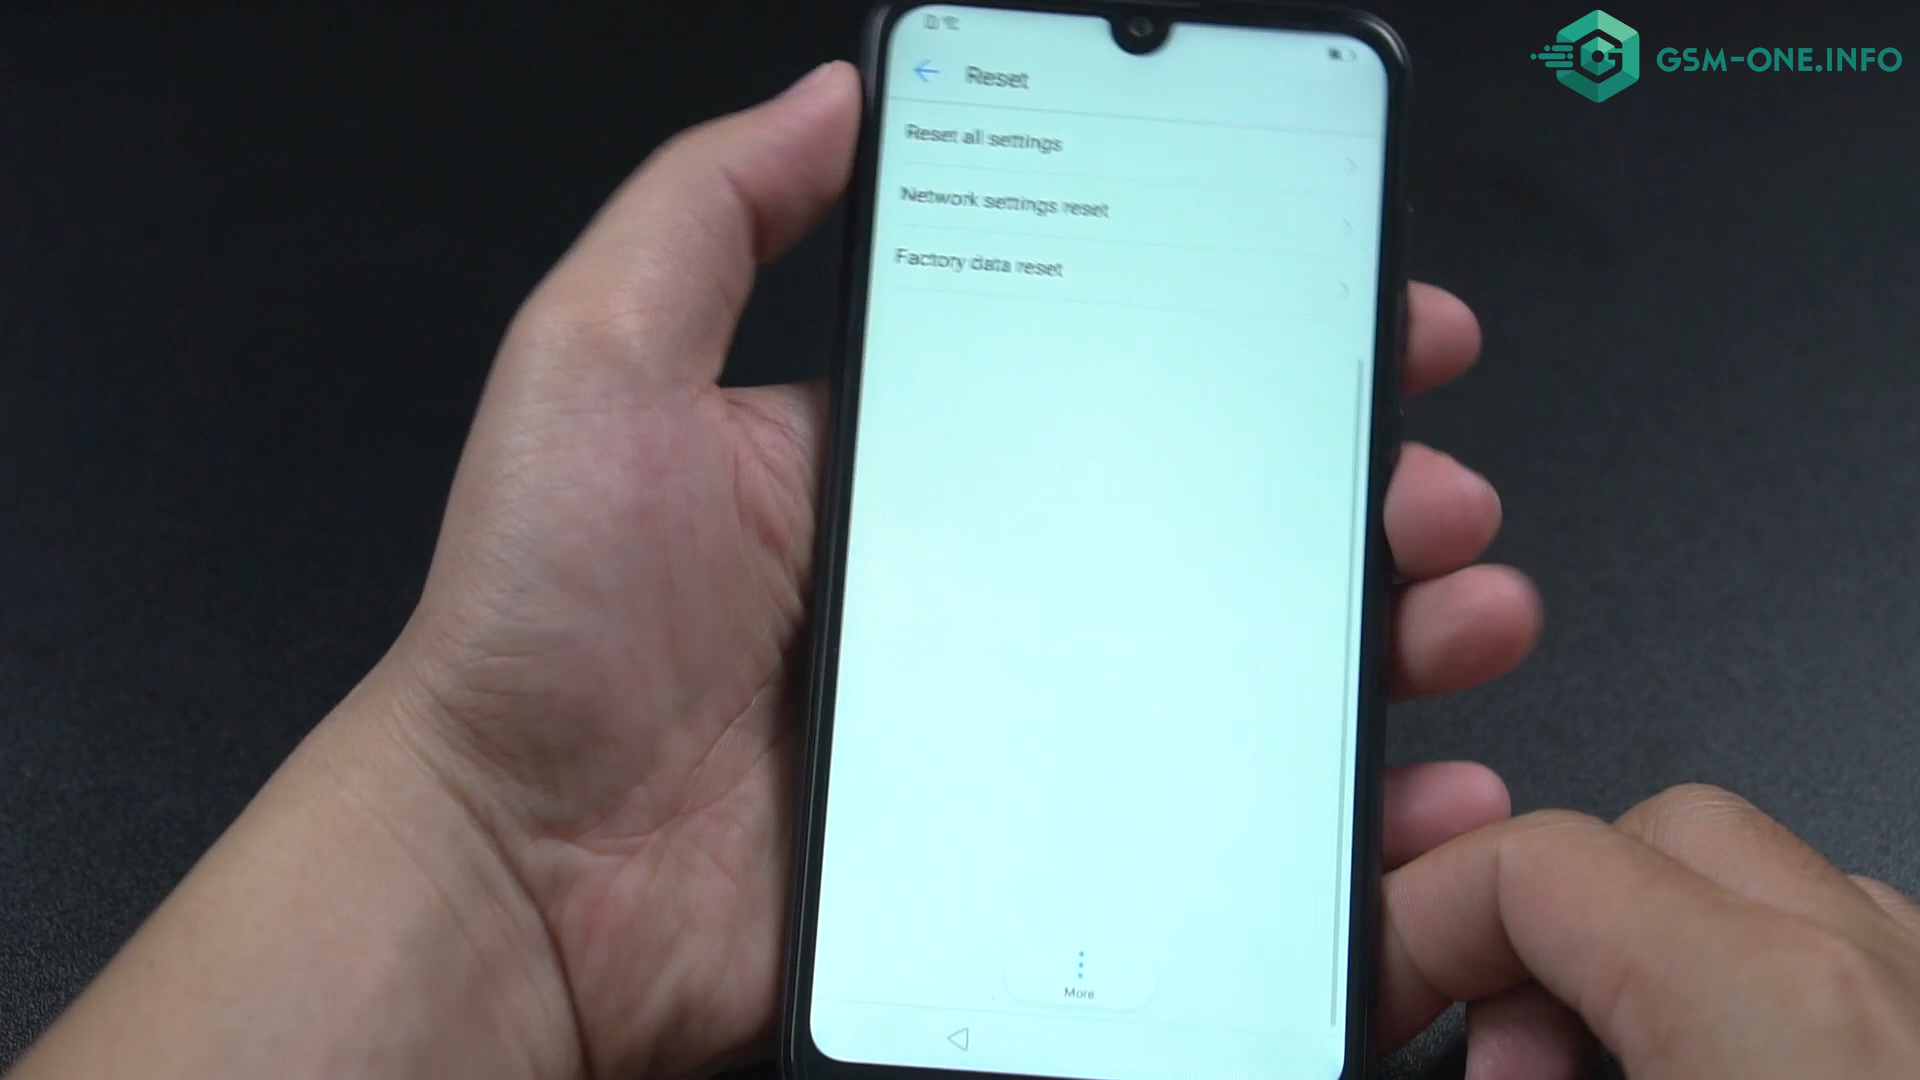 GSM-ONE.INFO
Reset
Reset all settings
Network settings reset
Factory data reset
More